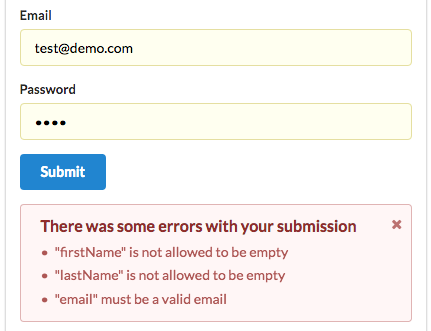 Email
test@demo.com
Password
••••
Submit
There was some errors with your submission
"firstName" is not allowed to be empty
"lastName" is not allowed to be empty
"email" must be a valid email